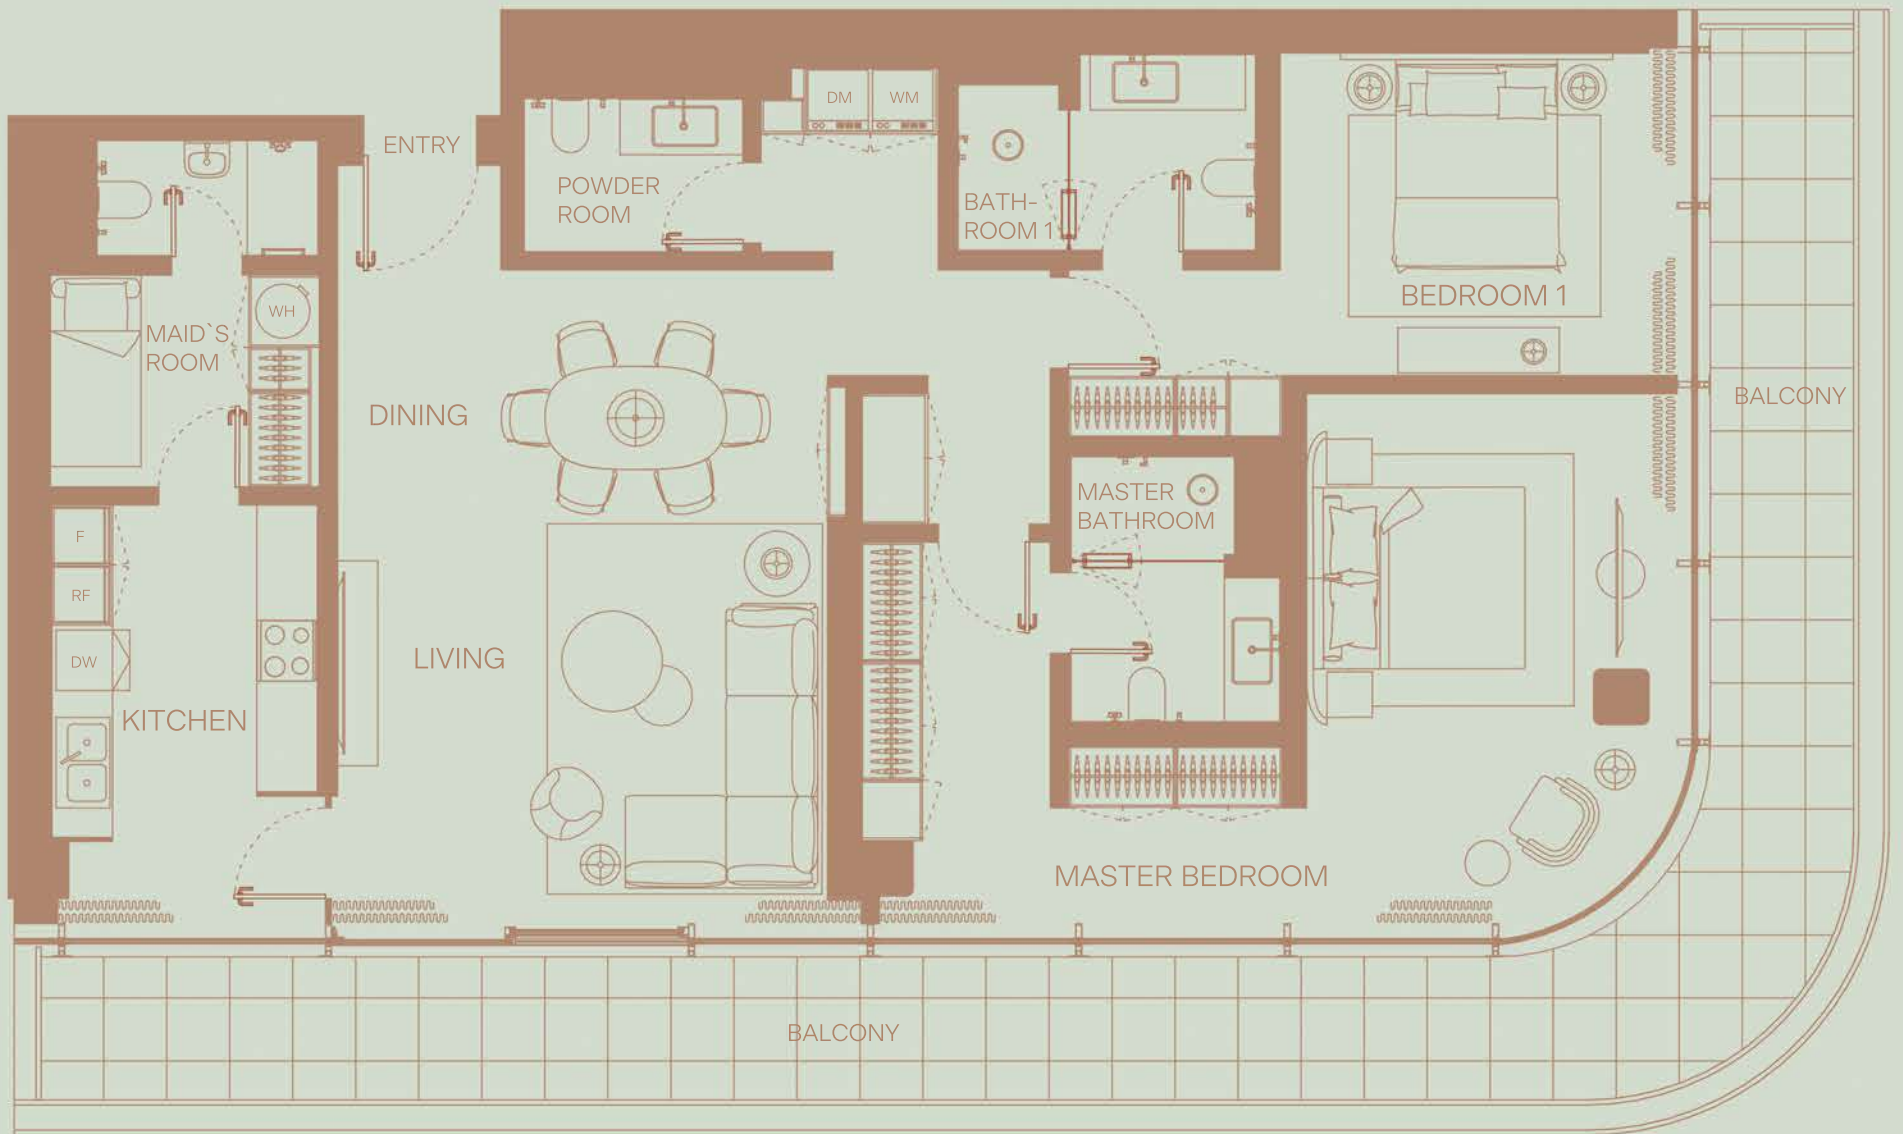 ENTRY
POWDER
ROOM
DM
WM
BATH-
ROOM 1
BEDROOM 1
MAID`S
ROOM
WH
DINING
BALCONY
MASTER
BATHROOM
F
RF
DW
KITCHEN
LIVING
MASTER BEDROOM
BALCONY